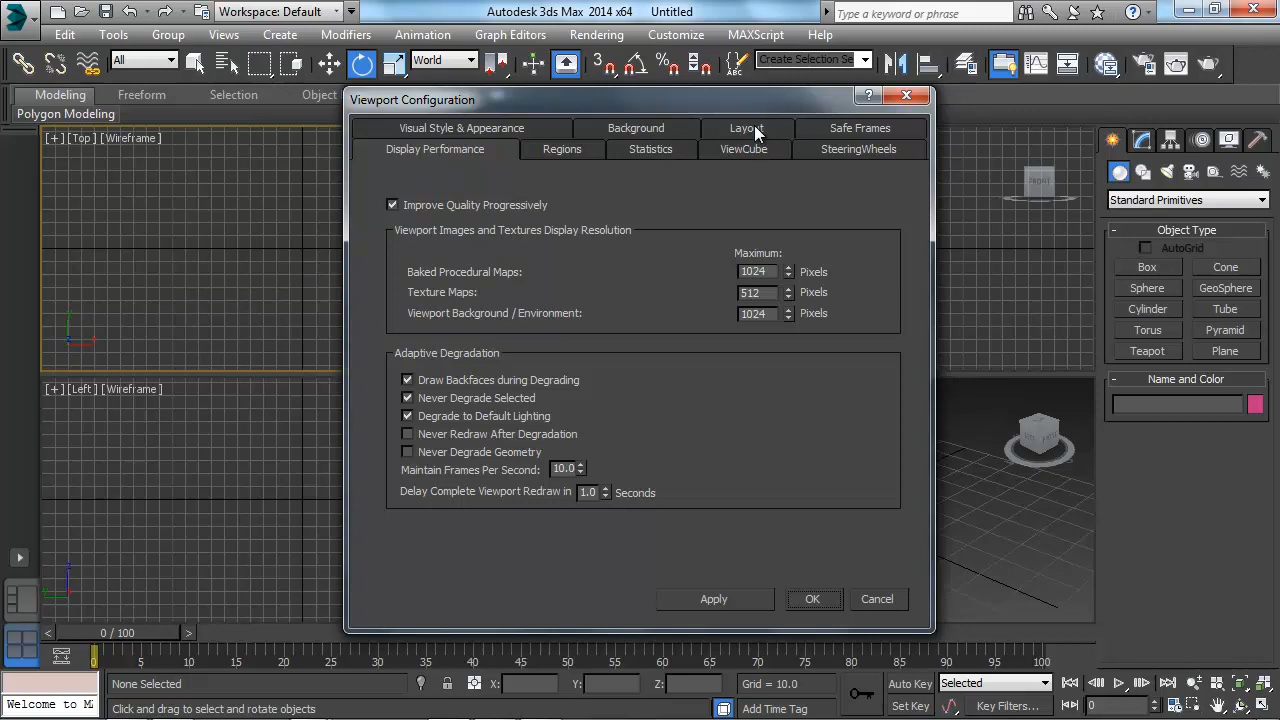 Workspace: Default
Autodesk 3ds Max 2014 x64 Untitled
Type a keyword or phrase
Edit Tools Group Views Create Modifiers Animation Graph Editors Rendering Customize MAXScript Help
All World Create Selection Se
Modeling Freeform Selection Object
Polygon Modeling
Viewport Configuration
Visual Style & Appearance Background Layout Safe Frames
Display Performance Regions Statistics ViewCube SteeringWheels
Improve Quality Progressively
Viewport Images and Textures Display Resolution
Maximum:
Baked Procedural Maps: 1024 Pixels
Texture Maps: 512 Pixels
Viewport Background / Environment: 1024 Pixels
Adaptive Degradation
Draw Backfaces during Degrading
Never Degrade Selected
Degrade to Default Lighting
Never Redraw After Degradation
Never Degrade Geometry
Maintain Frames Per Second: 10.0
Delay Complete Viewport Redraw in 1.0 Seconds
Apply OK Cancel
[+] [Top] [Wireframe]
[+] [Left] [Wireframe]
FRONT
Standard Primitives
- Object Type
AutoGrid
Box Cone
Sphere GeoSphere
Cylinder Tube
Torus Pyramid
Teapot Plane
- Name and Color
< 0 / 100 >
0 5 10 15 20 25 30 35 40 45 50 55 60 65 70 75 80 85 90 95 100
None Selected X: Y: Z: Grid = 10.0 Auto Key Selected
Welcome to M Click and drag to select and rotate objects Add Time Tag Set Key Key Filters... 0